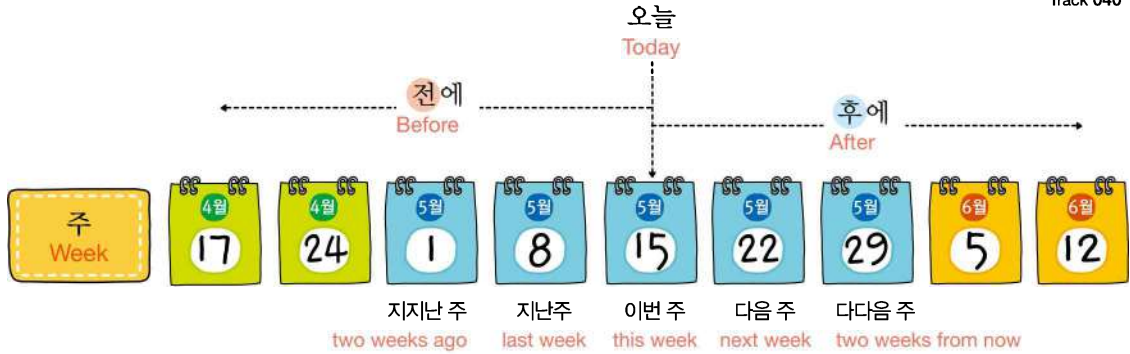 Track 040
오늘
Today
전에
Before
후에
After
주
Week
4월
17
4월
24
5월
1
5월
8
5월
15
5월
22
5월
29
6월
5
6월
12
지지난 주
two weeks ago
지난주
last week
이번 주
this week
다음 주
next week
다다음 주
two weeks from now